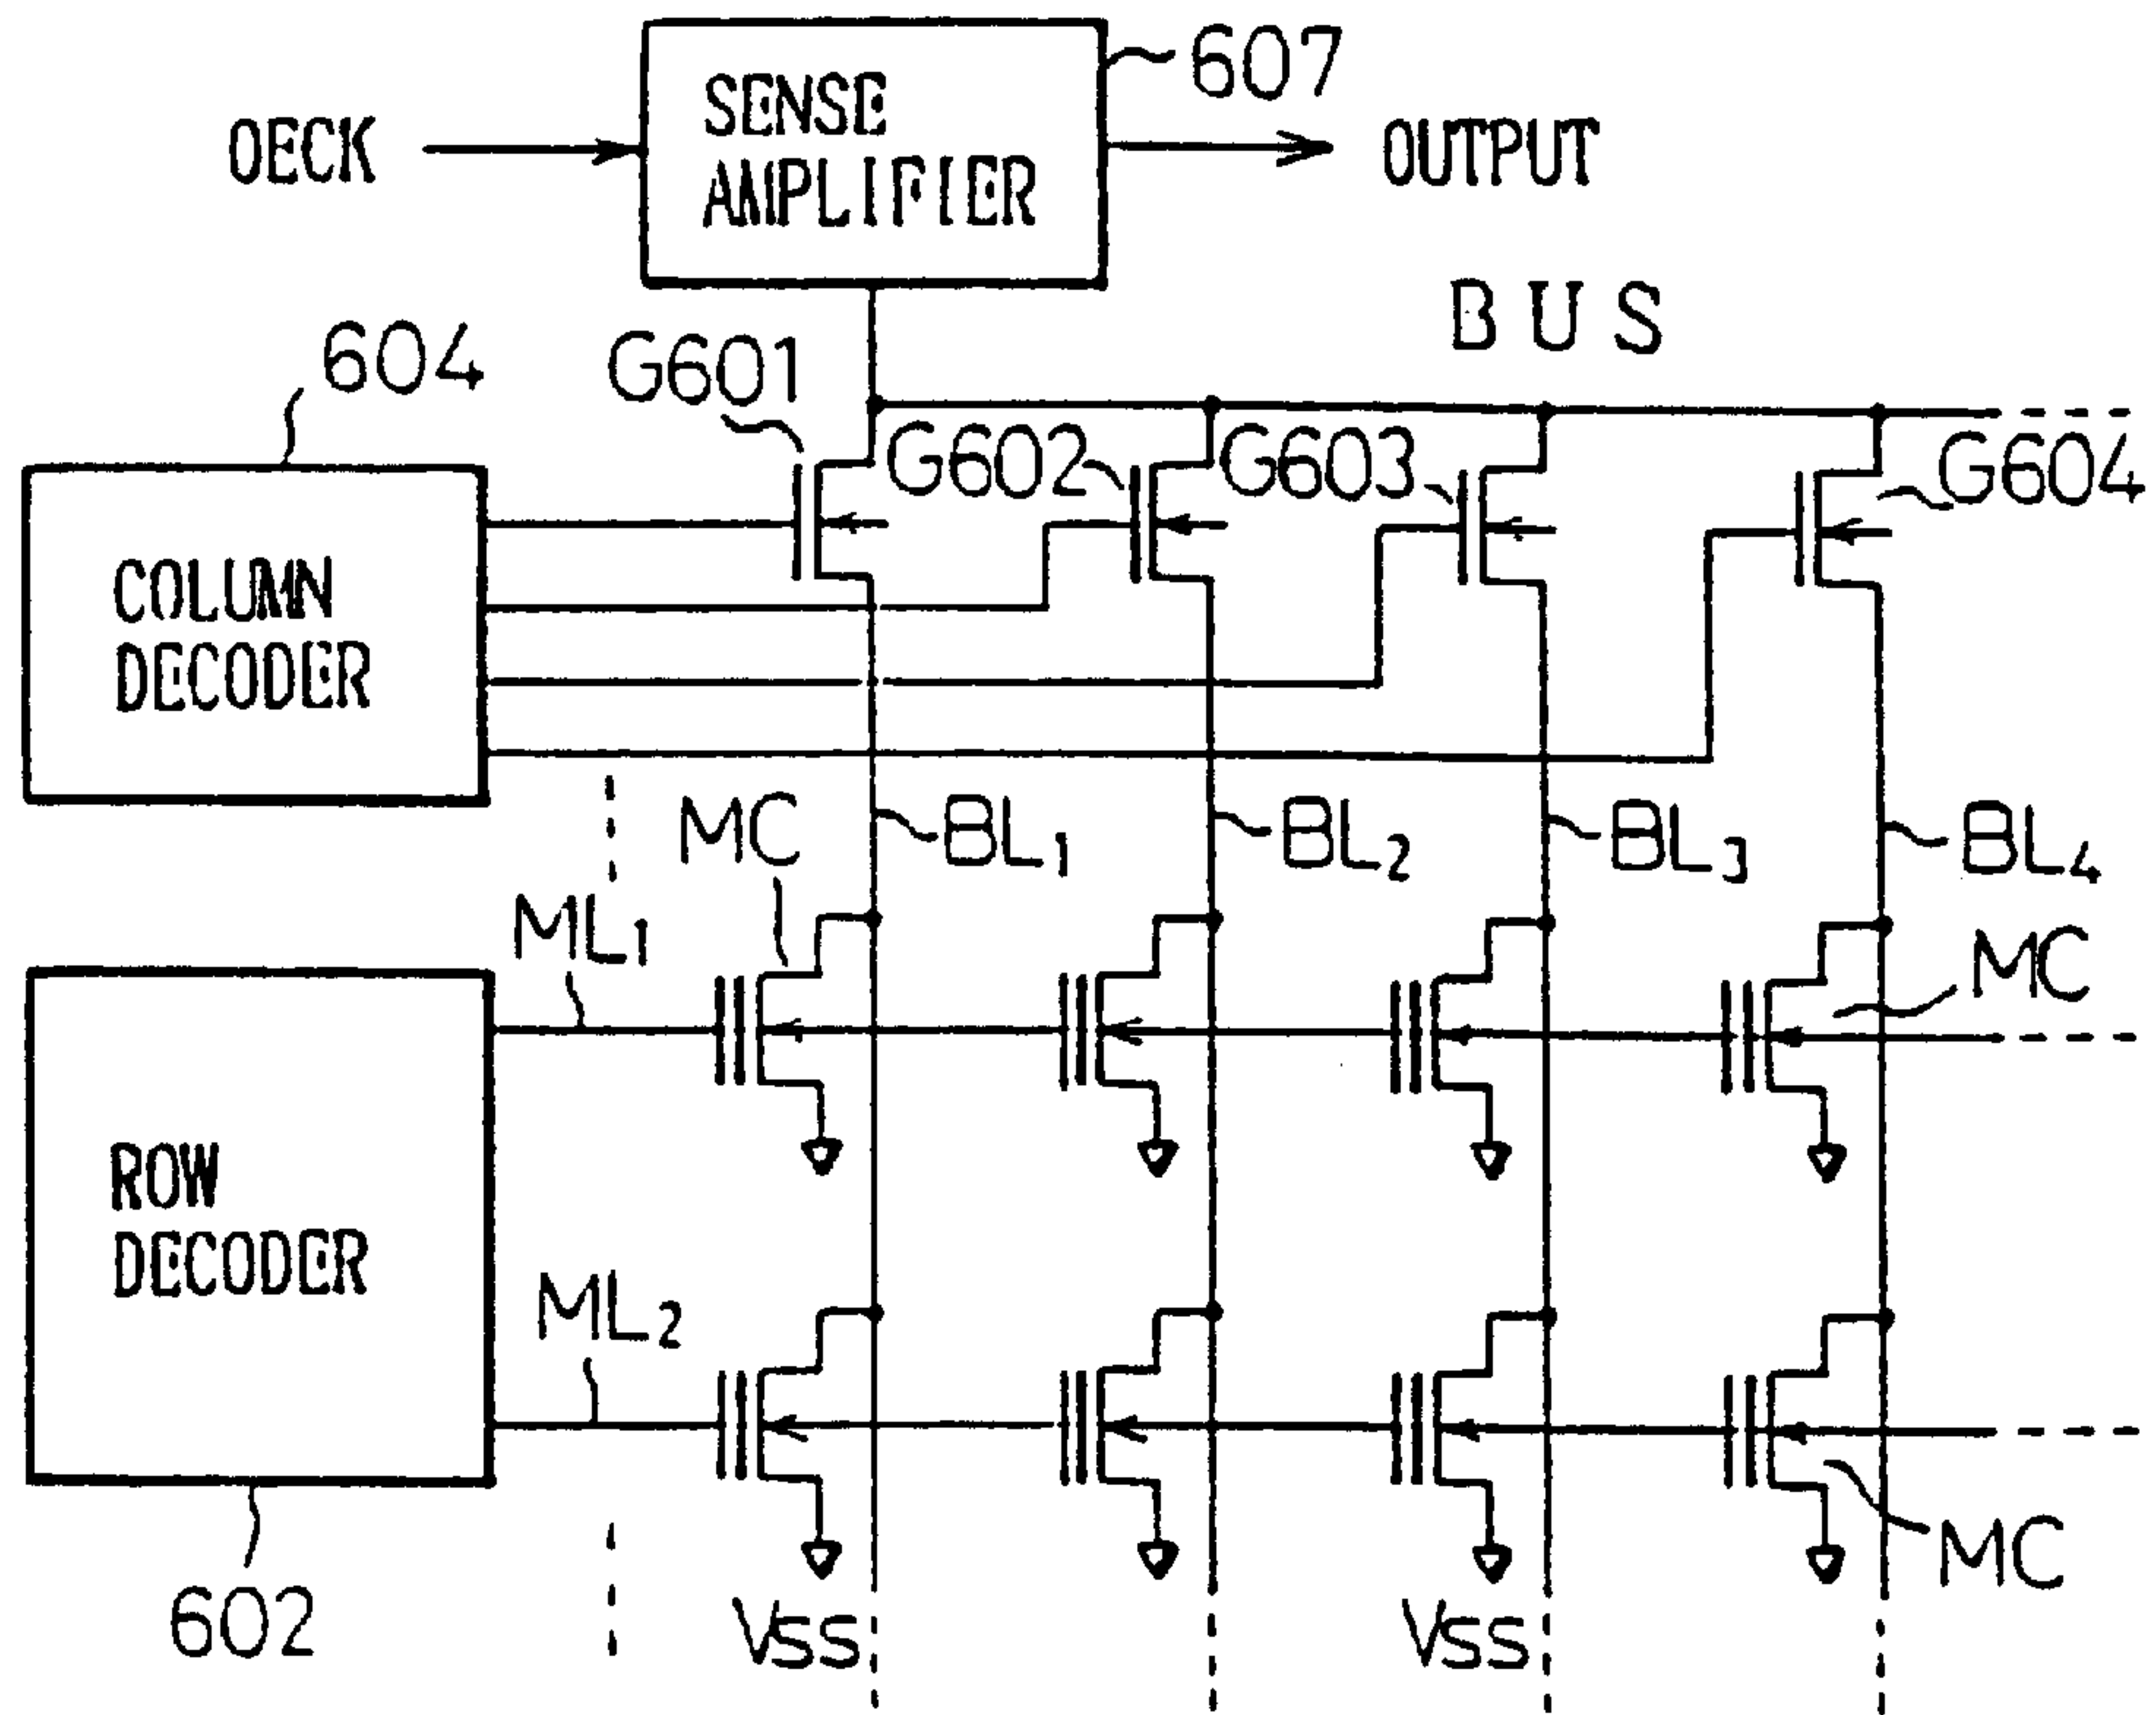 607
SENSE
AMPLIFIER
OECK
OUTPUT
BUS
604
G601
G602
G603
G604
COLUMN
DECODER
MC
BL1
BL2
BL3
BL4
ML1
MC
ROW
DECODER
ML2
MC
602
VSS
VSS